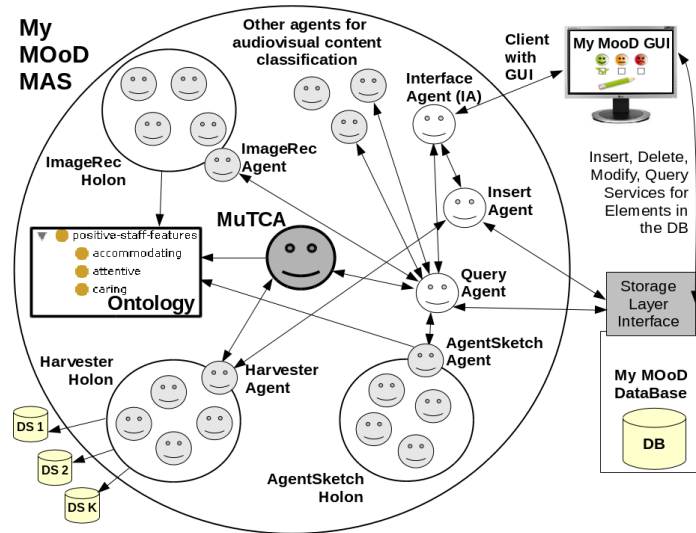 My
MOoD
MAS
Other agents for
audiovisual content
classification
Client
with
GUI
My MooD GUI
Interface
Agent (IA)
ImageRec
Holon
ImageRec
Agent
Insert, Delete,
Modify, Query
Services for
Elements in
the DB
Insert
Agent
MuTCA
positive-staff-features
accommodating
attentive
caring
Ontology
Query
Agent
Storage
Layer
Interface
AgentSketch
Agent
Harvester
Holon
Harvester
Agent
My MOoD
DataBase
DB
DS 1
DS 2
DS K
AgentSketch
Holon